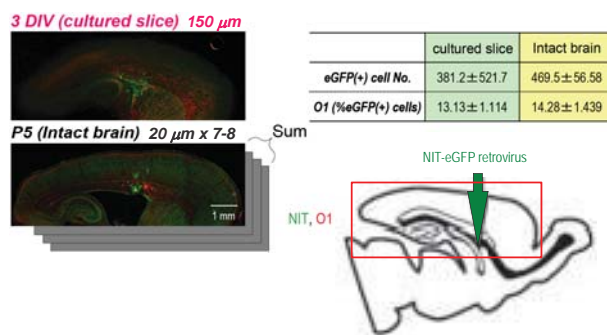 3 DIV (cultured slice) 150 μm
P5 (Intact brain) 20 μm x 7-8
Sum
1 mm
NIT, O1
cultured slice Intact brain
eGFP(+) cell No. 381.2±521.7 469.5±56.58
O1 (%eGFP(+) cells) 13.13±1.114 14.28±1.439
NIT-eGFP retrovirus